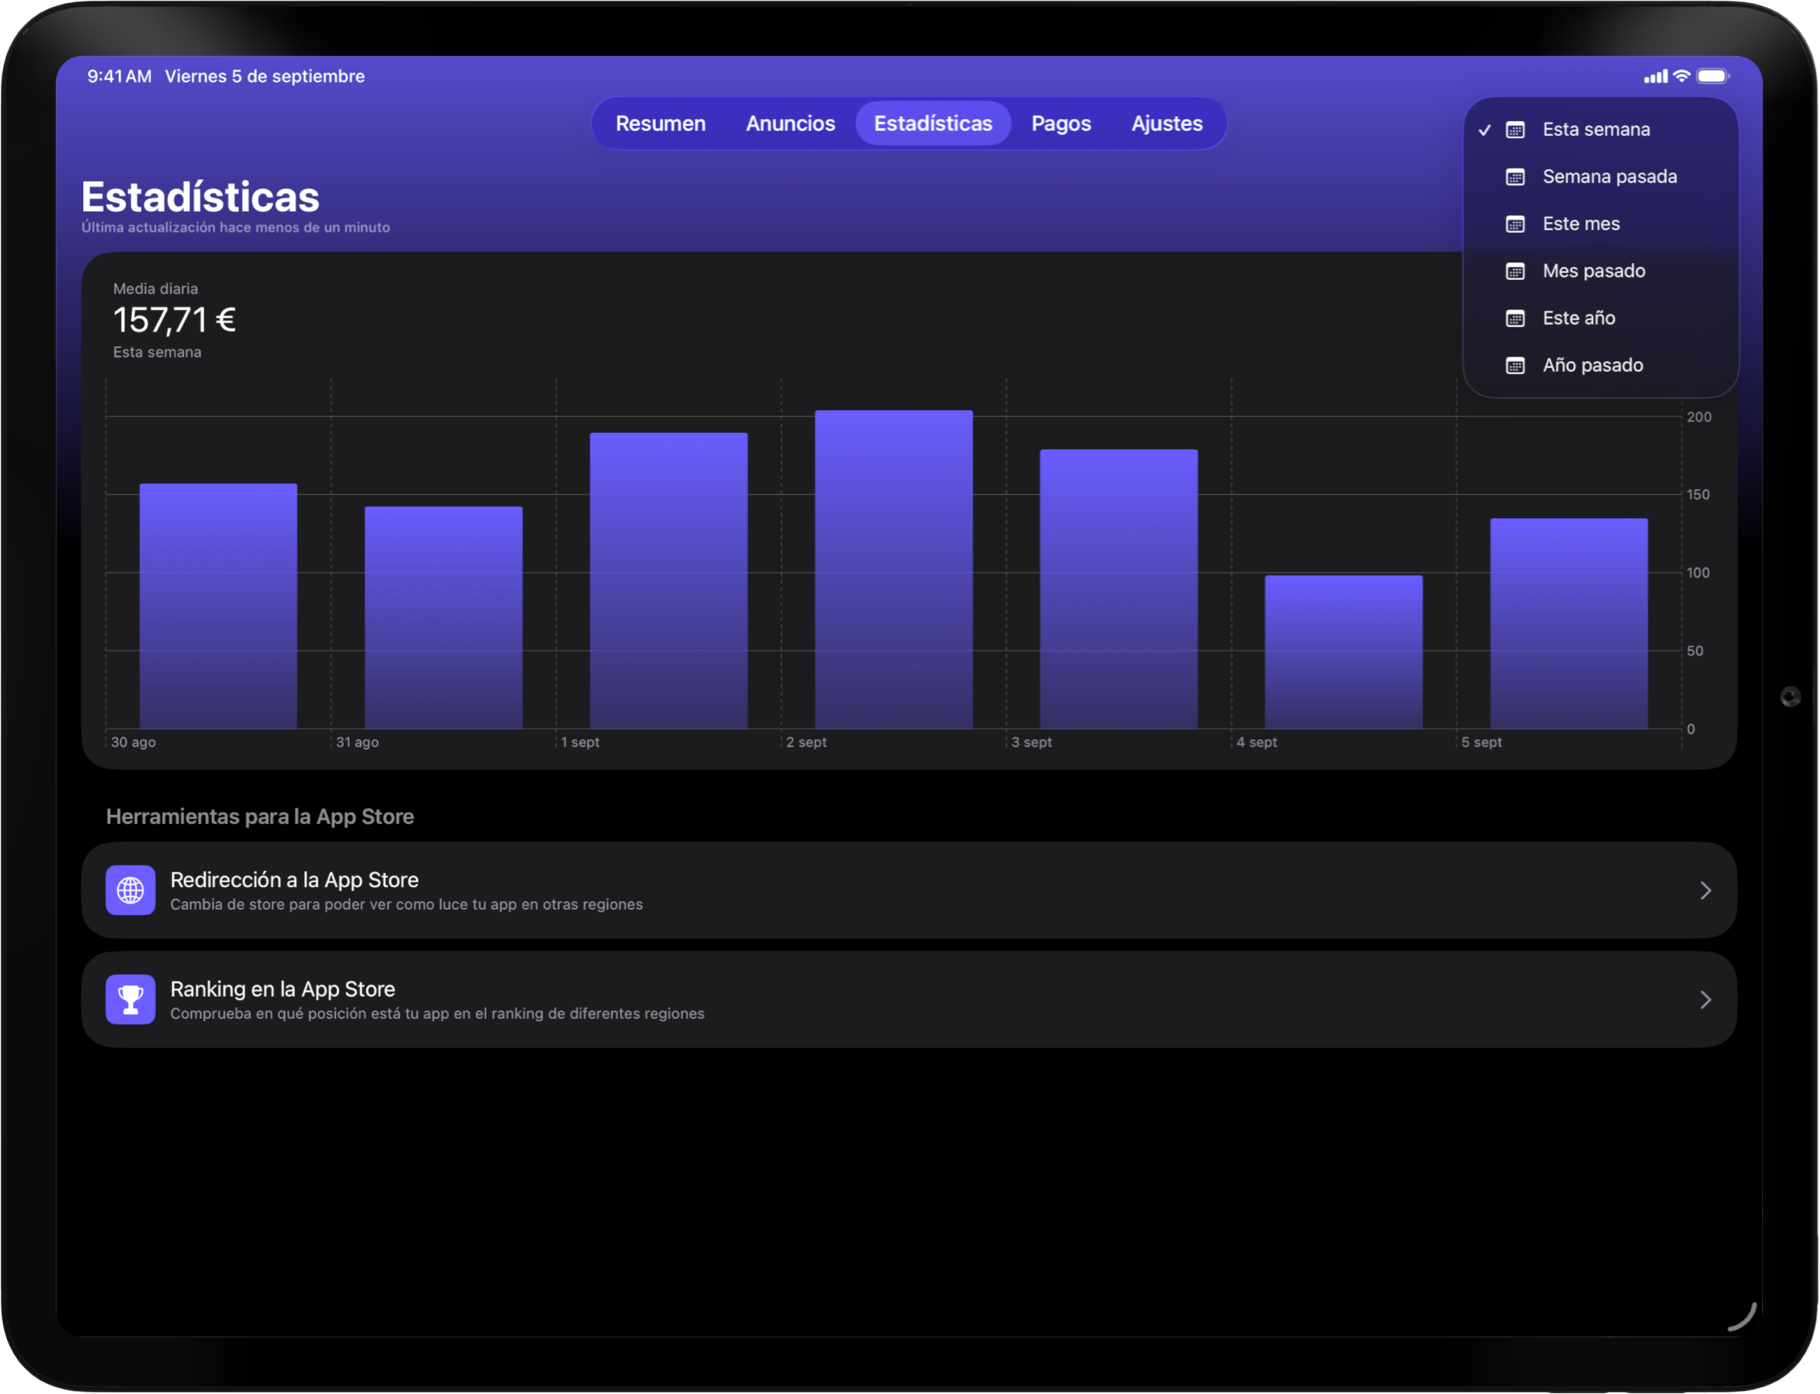 9:41 AM Viernes 5 de septiembre
Resumen Anuncios Estadísticas Pagos Ajustes
Esta semana
Semana pasada
Este mes
Mes pasado
Este año
Año pasado
Estadísticas
Última actualización hace menos de un minuto
Media diaria
157,71 €
Esta semana
200
150
100
50
0
30 ago 31 ago 1 sept 2 sept 3 sept 4 sept 5 sept
Herramientas para la App Store
Redirección a la App Store
Cambia de store para poder ver como luce tu app en otras regiones
Ranking en la App Store
Comprueba en qué posición está tu app en el ranking de diferentes regiones